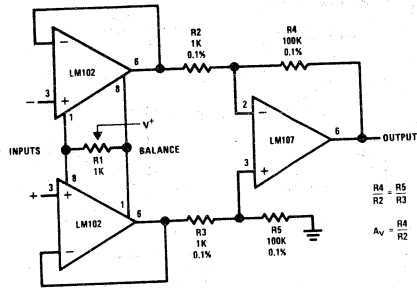 R2
1K
0.1%
R4
100K
0.1%
−
LM102
6
8
− 3 +
1
V+
INPUTS
R1
1K
BALANCE
2
−
LM107
6
OUTPUT
3
+
8
+ 3 +
LM102
1
6
−
R3
1K
0.1%
R5
100K
0.1%
R4/R2 = R5/R3
AV = R4/R2